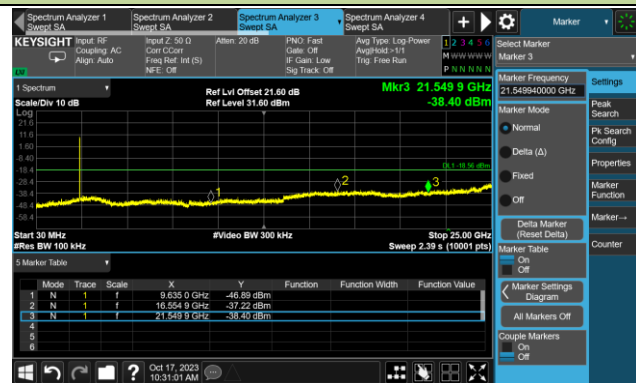 Spectrum Analyzer 1
Swept SA
Spectrum Analyzer 2
Swept SA
Spectrum Analyzer 3
Swept SA
Spectrum Analyzer 4
Swept SA
+
Marker
KEYSIGHT
Input: RF
Coupling: AC
Align: Auto
Input Z: 50 Ω
Corr CCorr
Freq Ref: Int (S)
NFE: Off
Atten: 20 dB
PNO: Fast
Gate: Off
IF Gain: Low
Sig Track: Off
Avg Type: Log-Power
Avg|Hold:>1/1
Trig: Free Run
1 2 3 4 5 6
M W W W W W
P N N N N N
Select Marker
Marker 3
1 Spectrum
Scale/Div 10 dB
Ref Lvl Offset 21.60 dB
Ref Level 31.60 dBm
Mkr3 21.549 9 GHz
-38.40 dBm
Log
21.6
11.6
1.60
-8.40
-18.4
-28.4
-38.4
-48.4
-58.4
DL1 -18.56 dBm
1
2
3
Start 30 MHz
#Res BW 100 kHz
#Video BW 300 kHz
Stop 25.00 GHz
Sweep 2.39 s (10001 pts)
5 Marker Table
Mode Trace Scale X Y Function Function Width Function Value
1 N 1 f 9.635 0 GHz -46.89 dBm
2 N 1 f 16.554 9 GHz -37.22 dBm
3 N 1 f 21.549 9 GHz -38.40 dBm
4
5
6
Marker Frequency
21.549940000 GHz
Marker Mode
Normal
Delta (Δ)
Fixed
Off
Delta Marker
(Reset Delta)
Marker Table
On
Off
Marker Settings
Diagram
All Markers Off
Couple Markers
On
Off
Settings
Peak
Search
Pk Search
Config
Properties
Marker
Function
Marker→
Counter
?
Oct 17, 2023
10:31:01 AM